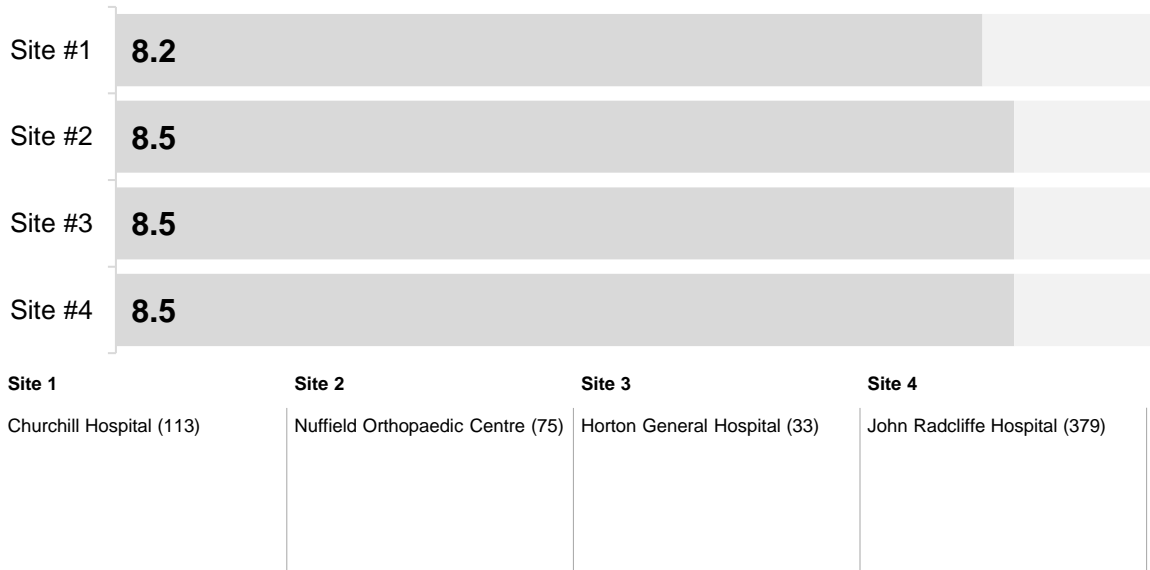 Site #1 8.2
Site #2 8.5
Site #3 8.5
Site #4 8.5
Site 1 Site 2 Site 3 Site 4
Churchill Hospital (113) Nuffield Orthopaedic Centre (75) Horton General Hospital (33) John Radcliffe Hospital (379)